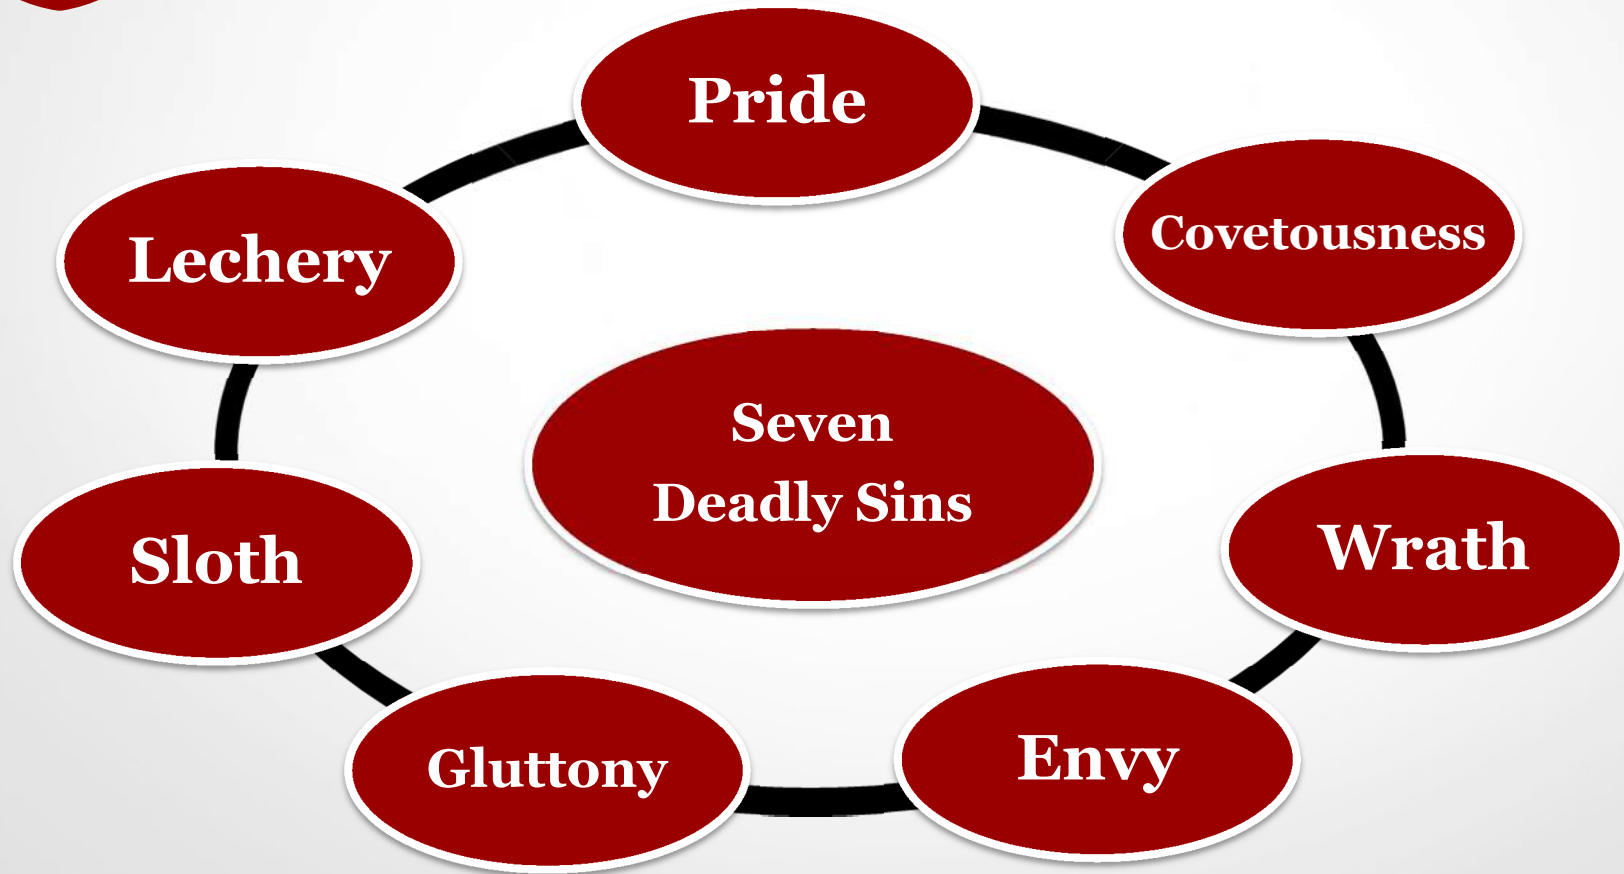 Pride
Covetousness
Lechery
Seven
Deadly Sins
Wrath
Sloth
Envy
Gluttony